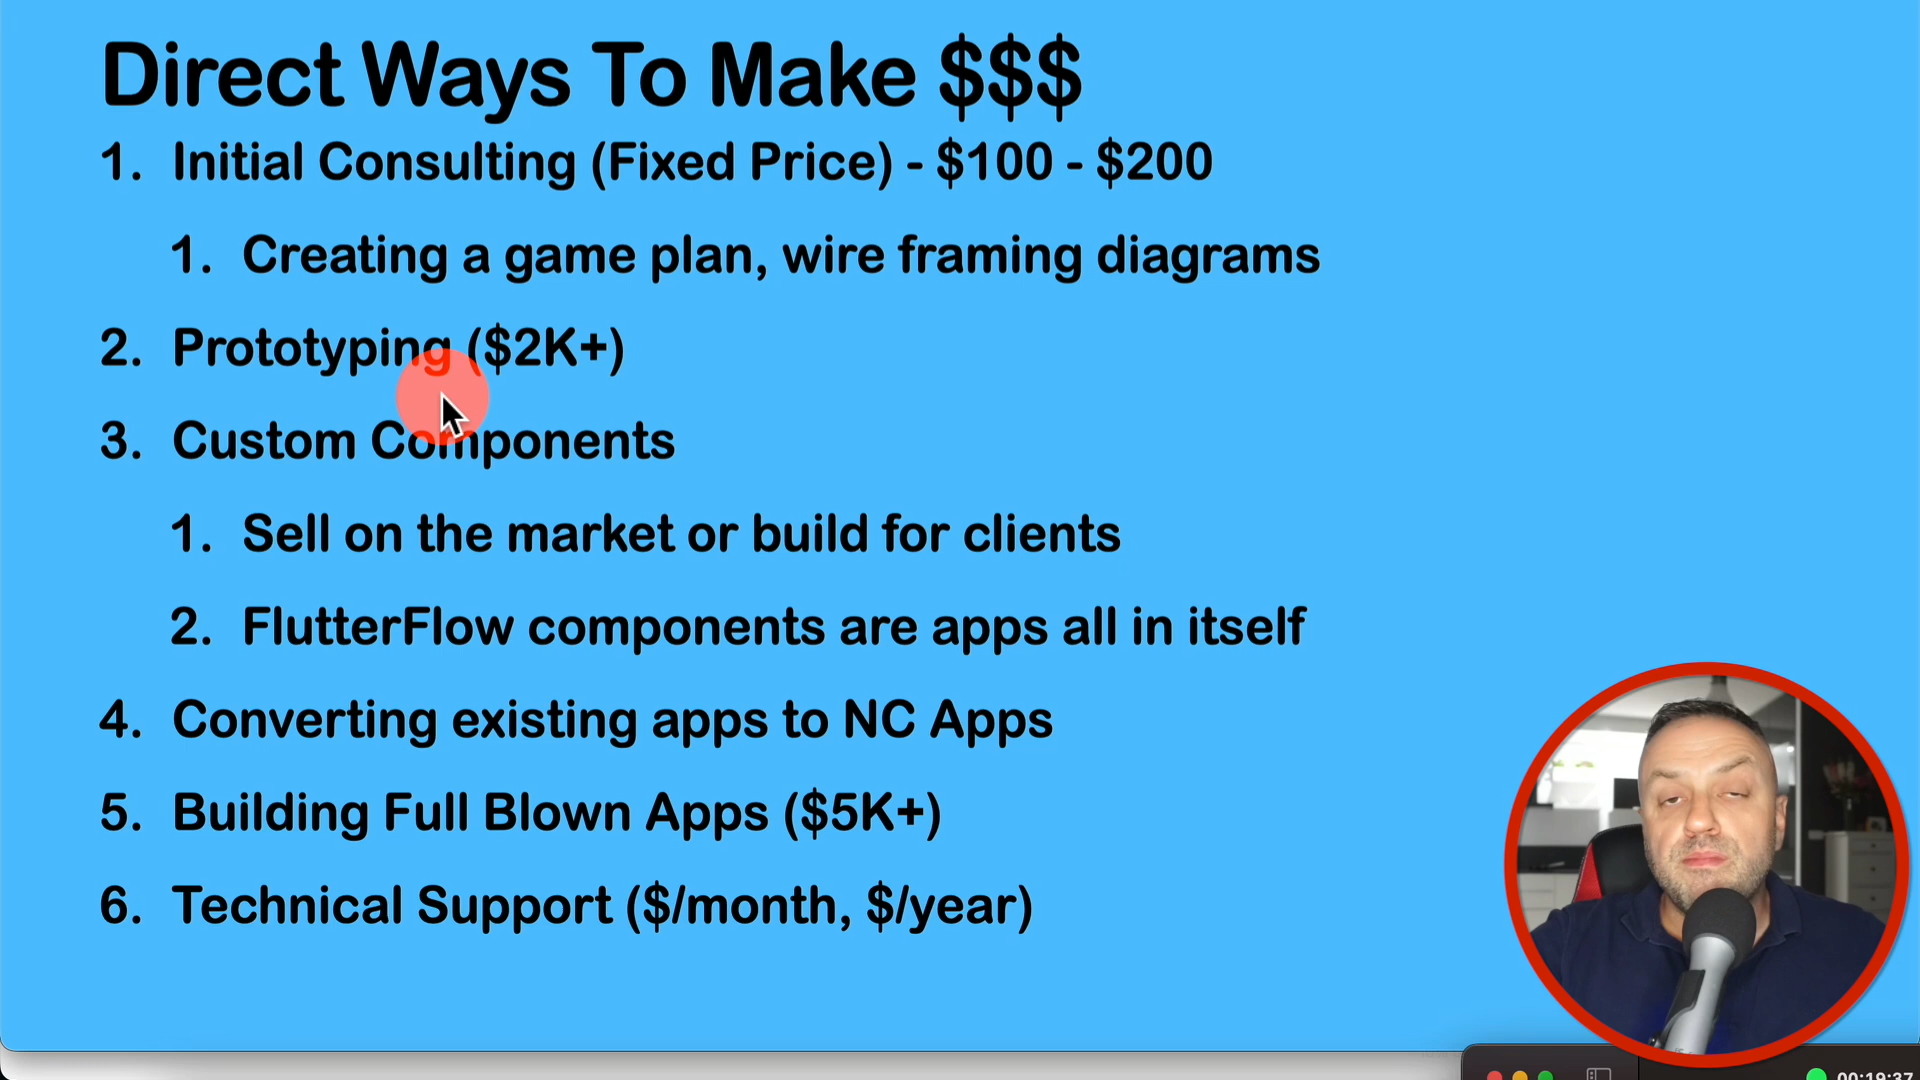 Direct Ways To Make $$$
1. Initial Consulting (Fixed Price) - $100 - $200
1. Creating a game plan, wire framing diagrams
2. Prototyping ($2K+)
3. Custom Components
1. Sell on the market or build for clients
2. FlutterFlow components are apps all in itself
4. Converting existing apps to NC Apps
5. Building Full Blown Apps ($5K+)
6. Technical Support ($/month, $/year)
00:19:37